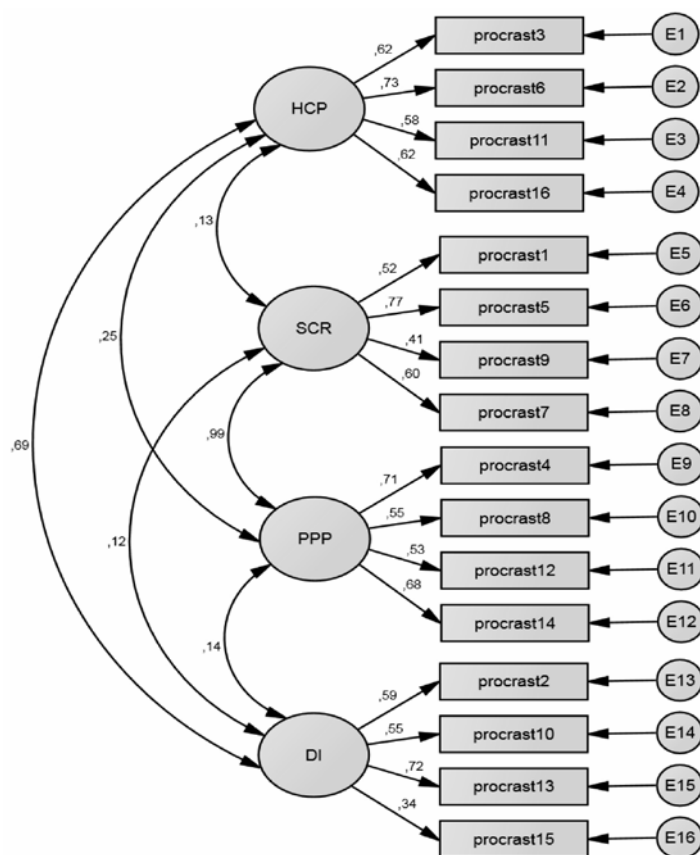 procrast3
E1
,62
procrast6
E2
,73
HCP
procrast11
E3
,58
procrast16
E4
,62
,13
procrast1
E5
,52
procrast5
E6
,77
SCR
procrast9
E7
,41
procrast7
E8
,60
,25
,69
,99
,12
procrast4
E9
,71
procrast8
E10
,55
PPP
procrast12
E11
,53
procrast14
E12
,68
,14
procrast2
E13
,59
procrast10
E14
,55
DI
procrast13
E15
,72
procrast15
E16
,34